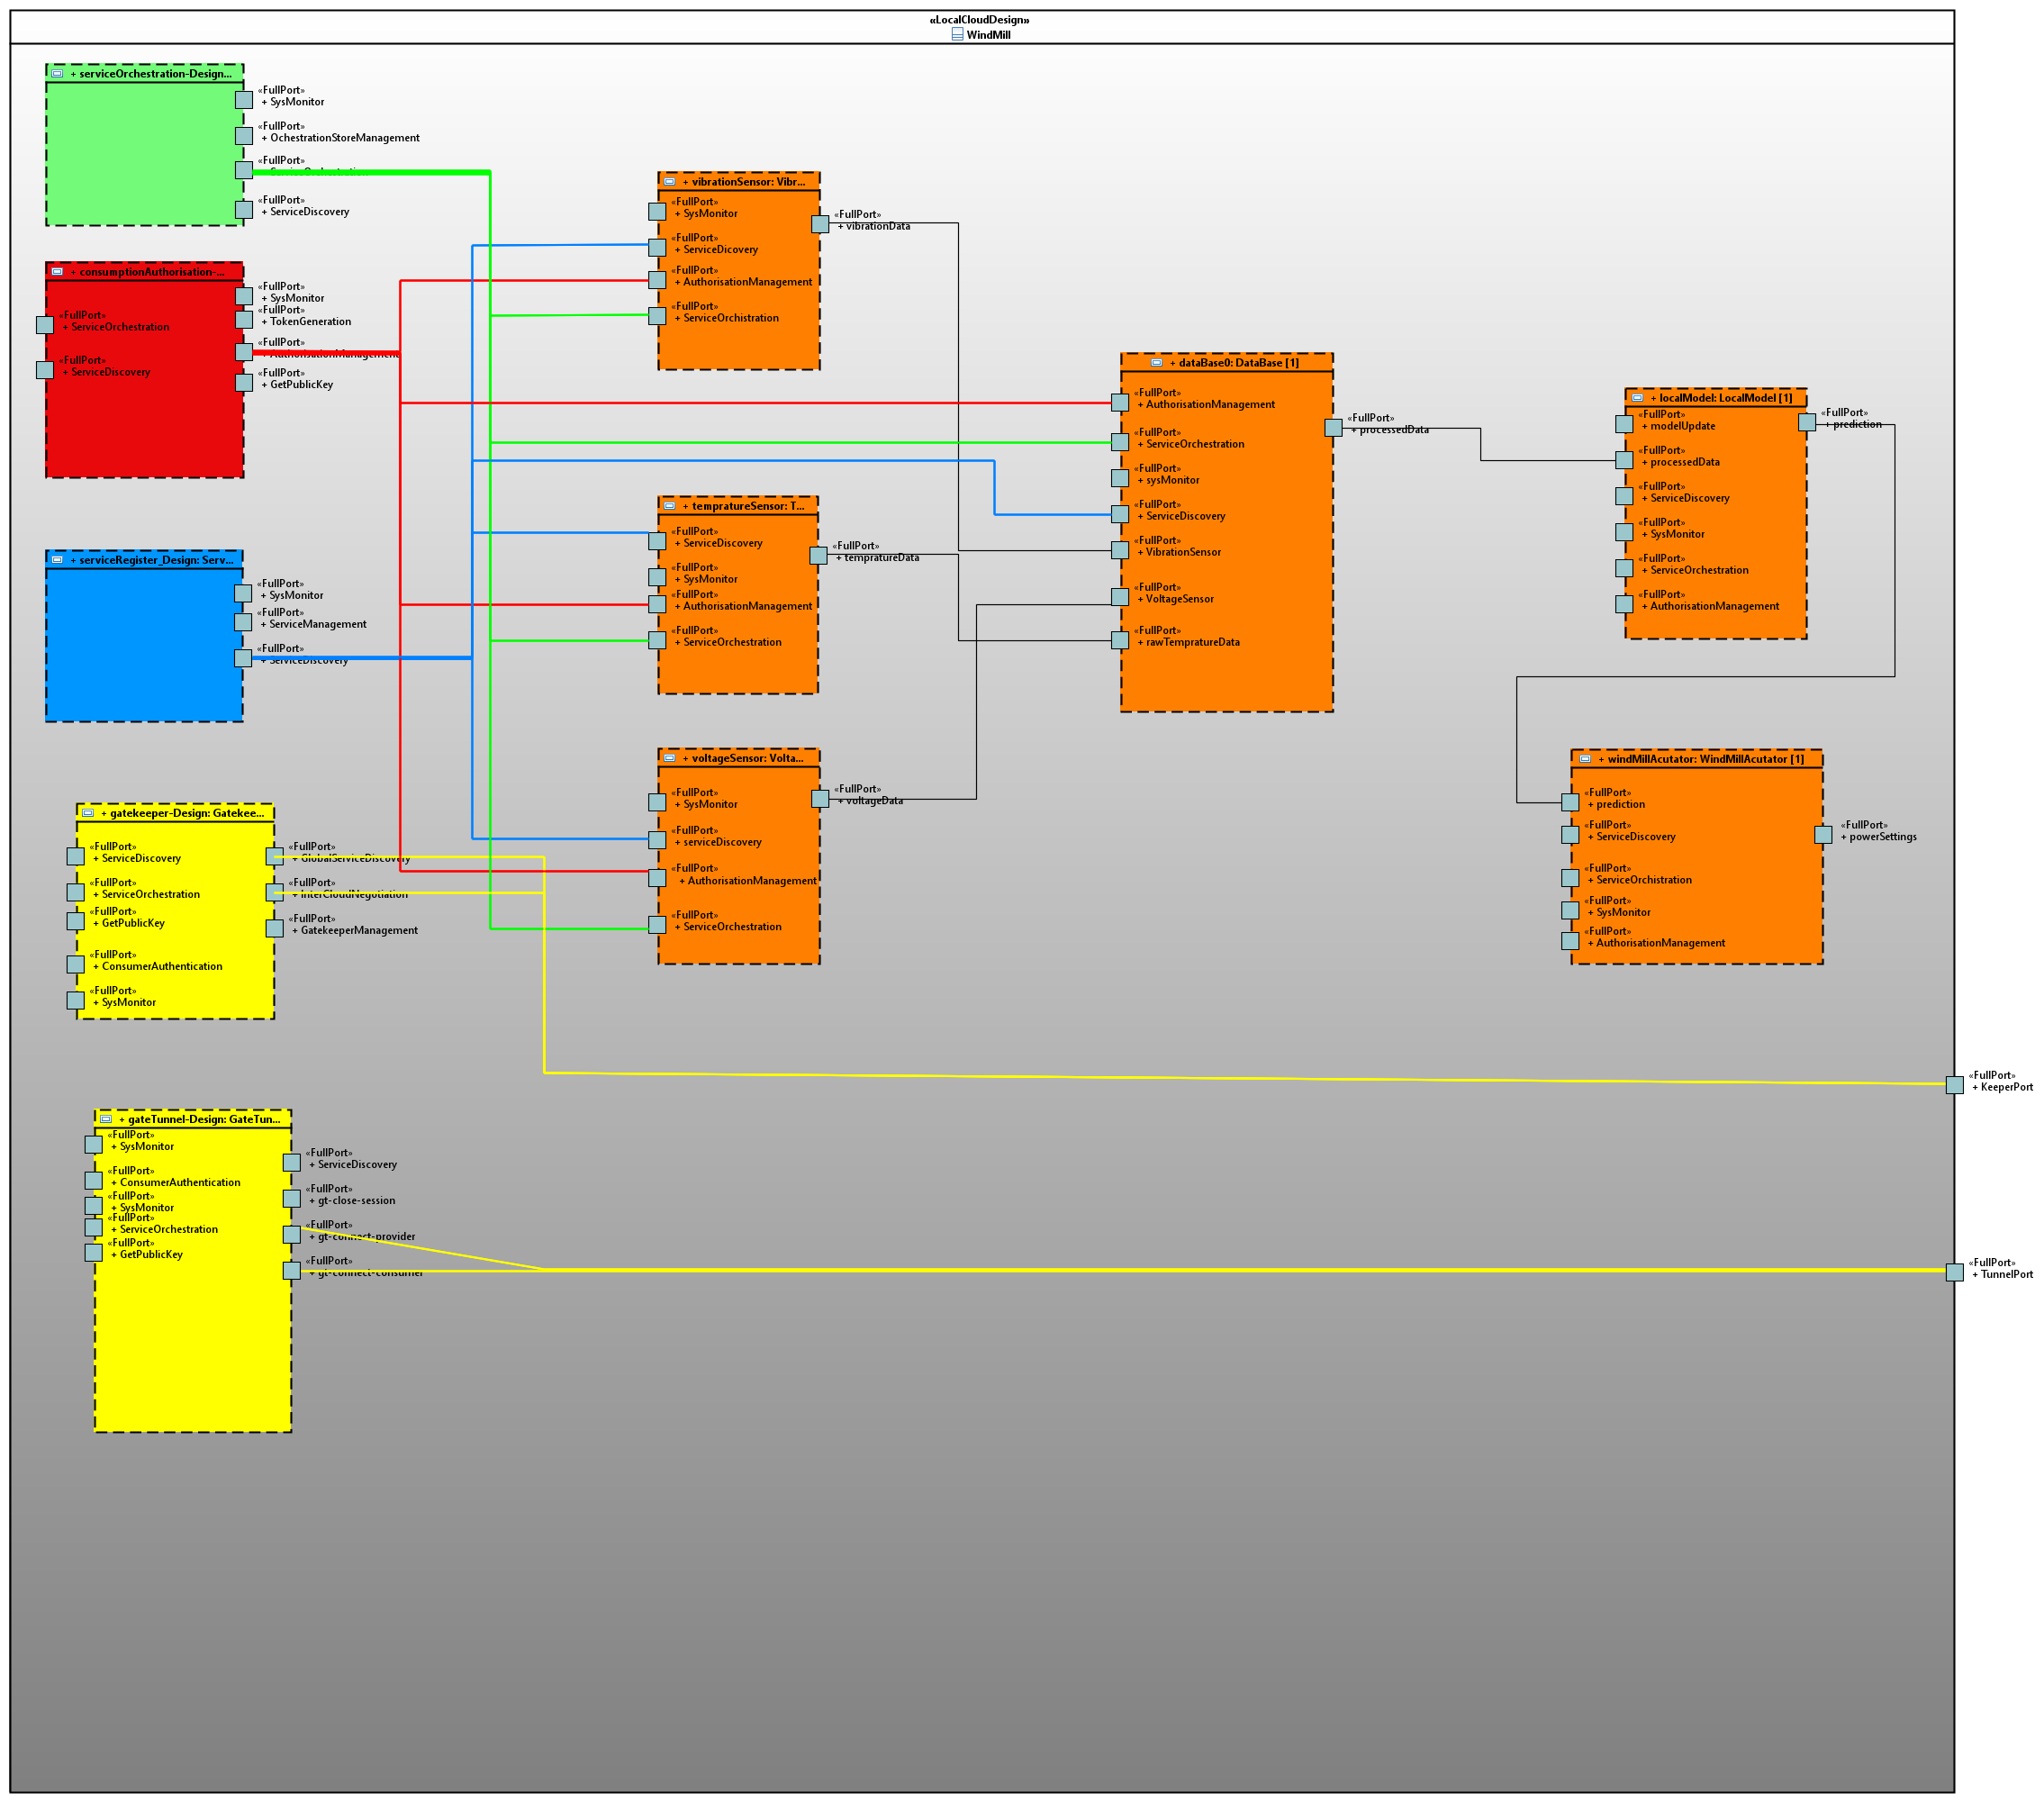 «LocalCloudDesign»
WindMill
+ serviceOrchestration-Design...
«FullPort»
+ SysMonitor
«FullPort»
+ OchestrationStoreManagement
«FullPort»
+ ServiceOrchestration
«FullPort»
+ ServiceDiscovery
+ consumptionAuthorisation-...
«FullPort»
+ ServiceOrchestration
«FullPort»
+ ServiceDiscovery
«FullPort»
+ SysMonitor
«FullPort»
+ TokenGeneration
«FullPort»
+ AuthorisationManagement
«FullPort»
+ GetPublicKey
+ serviceRegister_Design: Serv...
«FullPort»
+ SysMonitor
«FullPort»
+ ServiceManagement
«FullPort»
+ ServiceDiscovery
+ gatekeeper-Design: Gatekee...
«FullPort»
+ ServiceDiscovery
«FullPort»
+ ServiceOrchestration
«FullPort»
+ GetPublicKey
«FullPort»
+ ConsumerAuthentication
«FullPort»
+ SysMonitor
«FullPort»
+ GlobalServiceDiscovery
«FullPort»
+ InterCloudNegotiation
«FullPort»
+ GatekeeperManagement
+ gateTunnel-Design: GateTun...
«FullPort»
+ SysMonitor
«FullPort»
+ ConsumerAuthentication
«FullPort»
+ SysMonitor
«FullPort»
+ ServiceOrchestration
«FullPort»
+ GetPublicKey
«FullPort»
+ ServiceDiscovery
«FullPort»
+ gt-close-session
«FullPort»
+ gt-connect-provider
«FullPort»
+ gt-connect-consumer
+ vibrationSensor: Vibr...
«FullPort»
+ SysMonitor
«FullPort»
+ ServiceDicovery
«FullPort»
+ AuthorisationManagement
«FullPort»
+ ServiceOrchistration
«FullPort»
+ vibrationData
+ tempratureSensor: T...
«FullPort»
+ ServiceDiscovery
«FullPort»
+ SysMonitor
«FullPort»
+ AuthorisationManagement
«FullPort»
+ ServiceOrchestration
«FullPort»
+ tempratureData
+ voltageSensor: Volta...
«FullPort»
+ SysMonitor
«FullPort»
+ serviceDiscovery
«FullPort»
+ AuthorisationManagement
«FullPort»
+ ServiceOrchestration
«FullPort»
+ voltageData
+ dataBase0: DataBase [1]
«FullPort»
+ AuthorisationManagement
«FullPort»
+ ServiceOrchestration
«FullPort»
+ sysMonitor
«FullPort»
+ ServiceDiscovery
«FullPort»
+ VibrationSensor
«FullPort»
+ VoltageSensor
«FullPort»
+ rawTempratureData
«FullPort»
+ processedData
+ localModel: LocalModel [1]
«FullPort»
+ modelUpdate
«FullPort»
+ processedData
«FullPort»
+ ServiceDiscovery
«FullPort»
+ SysMonitor
«FullPort»
+ ServiceOrchestration
«FullPort»
+ AuthorisationManagement
«FullPort»
+ prediction
+ windMillAcutator: WindMillAcutator [1]
«FullPort»
+ prediction
«FullPort»
+ ServiceDiscovery
«FullPort»
+ ServiceOrchistration
«FullPort»
+ SysMonitor
«FullPort»
+ AuthorisationManagement
«FullPort»
+ powerSettings
«FullPort»
+ KeeperPort
«FullPort»
+ TunnelPort